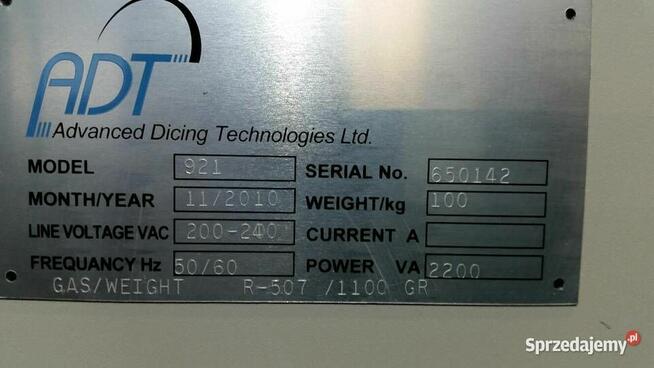 ADT
Advanced Dicing Technologies Ltd.
MODEL 921 SERIAL No. 650142
MONTH/YEAR 11/2010 WEIGHT/kg 100
LINE VOLTAGE VAC 200-240 CURRENT A
FREQUANCY Hz 50/60 POWER VA 2200
GAS/WEIGHT R-507 /1100 GR
Sprzedajemy.pl